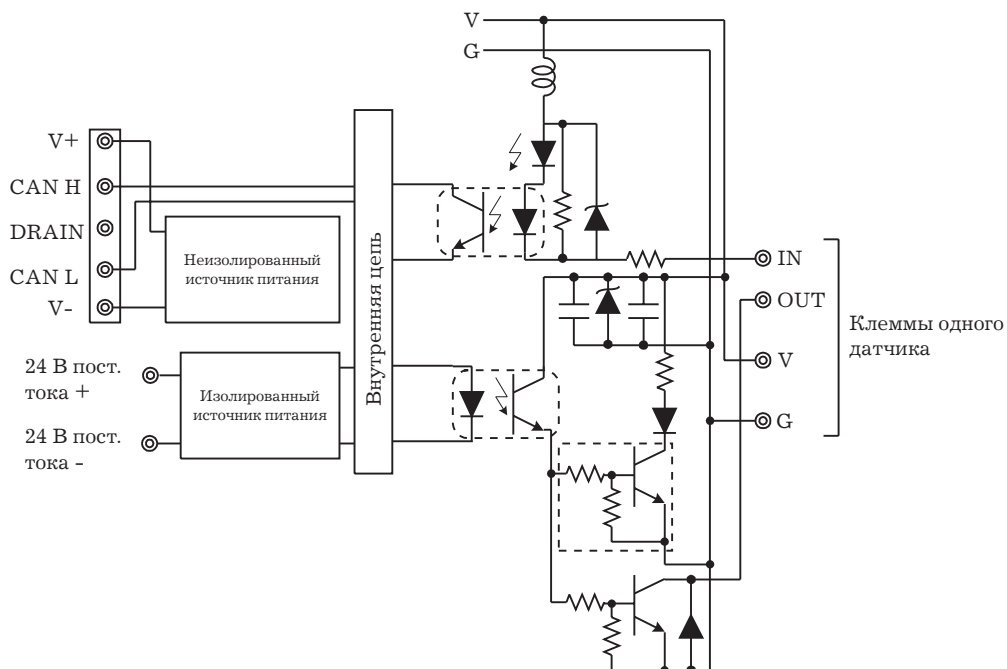 V
G
V+
CAN H
DRAIN
CAN L
V-
Неизолированный
источник питания
24 В пост.
тока +
24 В пост.
тока -
Изолированный
источник питания
Внутренняя цепь
IN
OUT
V
G
Клеммы одного
датчика